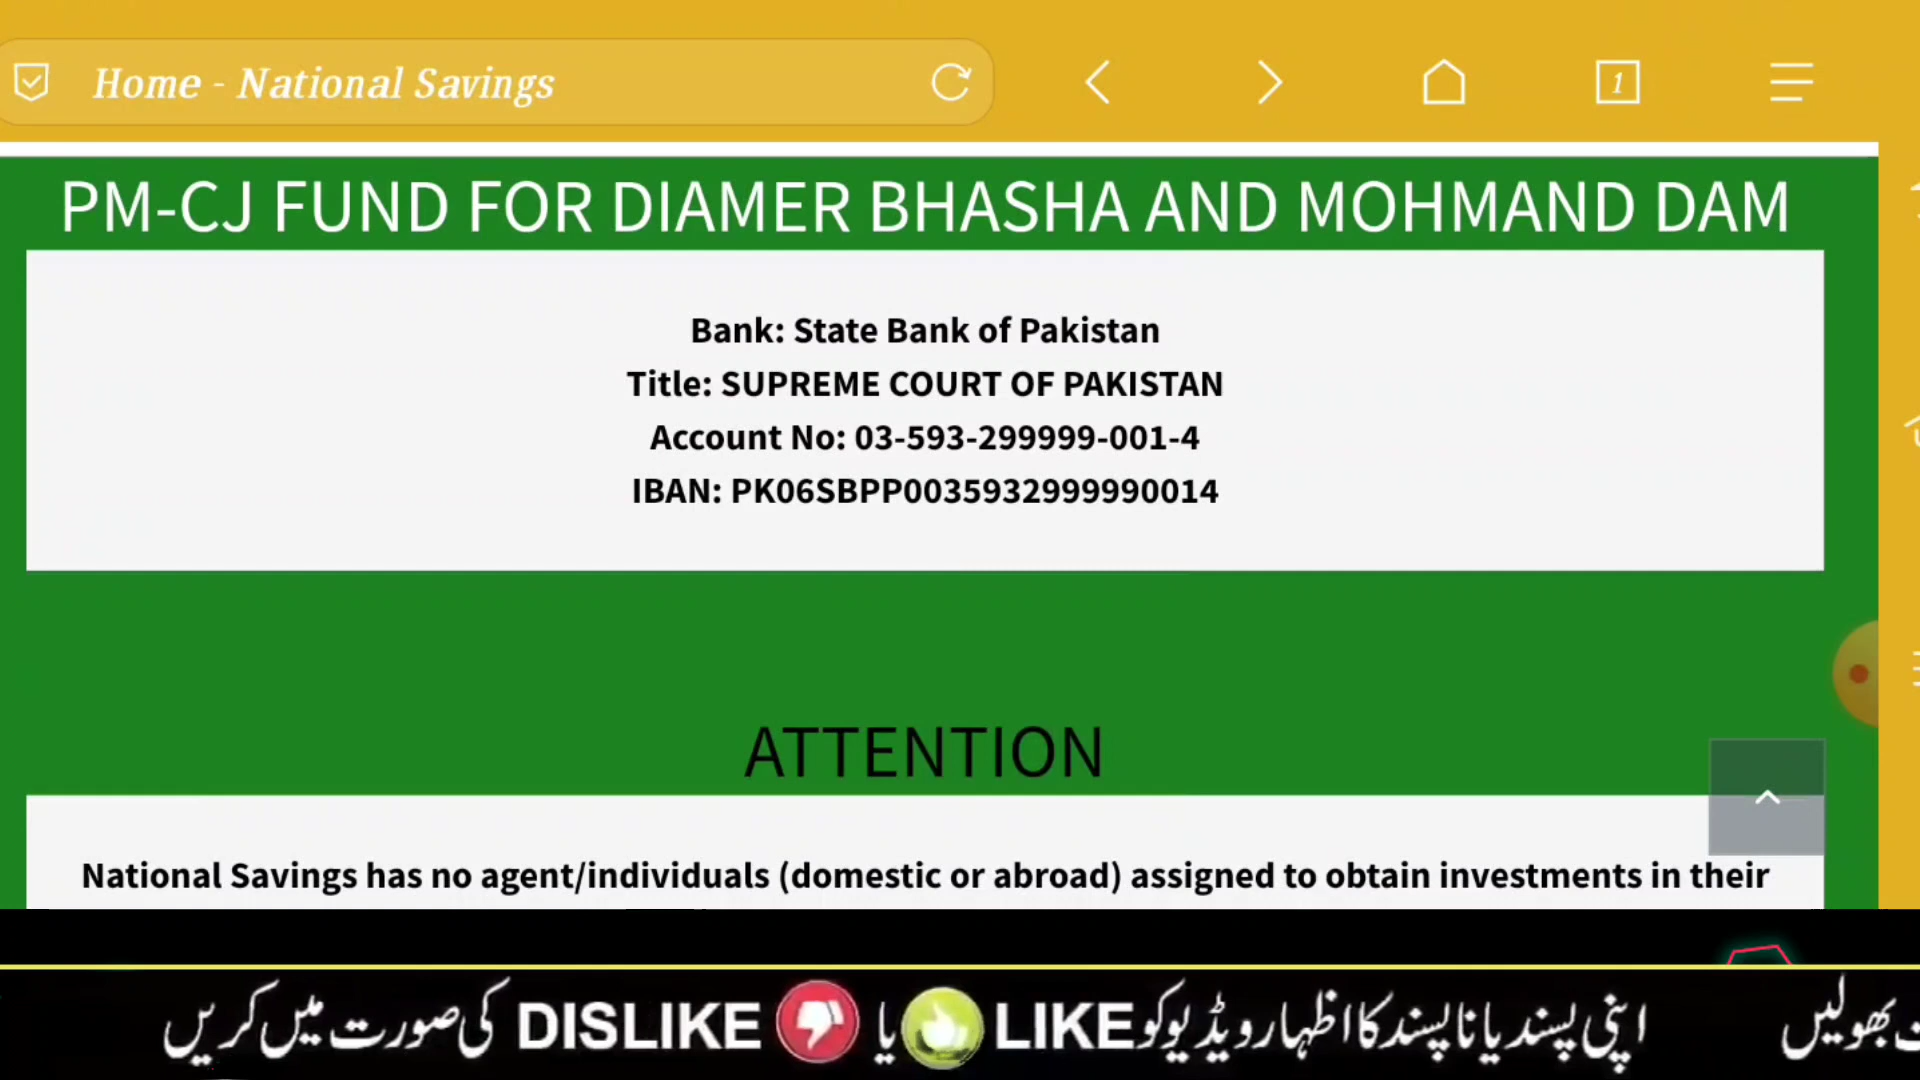 Home - National Savings
1
PM-CJ FUND FOR DIAMER BHASHA AND MOHMAND DAM
Bank: State Bank of Pakistan
Title: SUPREME COURT OF PAKISTAN
Account No: 03-593-299999-001-4
IBAN: PK06SBPP0035932999990014
ATTENTION
National Savings has no agent/individuals (domestic or abroad) assigned to obtain investments in their
بھولیں اپنی پسند یا ناپسند کا اظہار ویڈیو کو LIKE یا DISLIKE کی صورت میں کریں